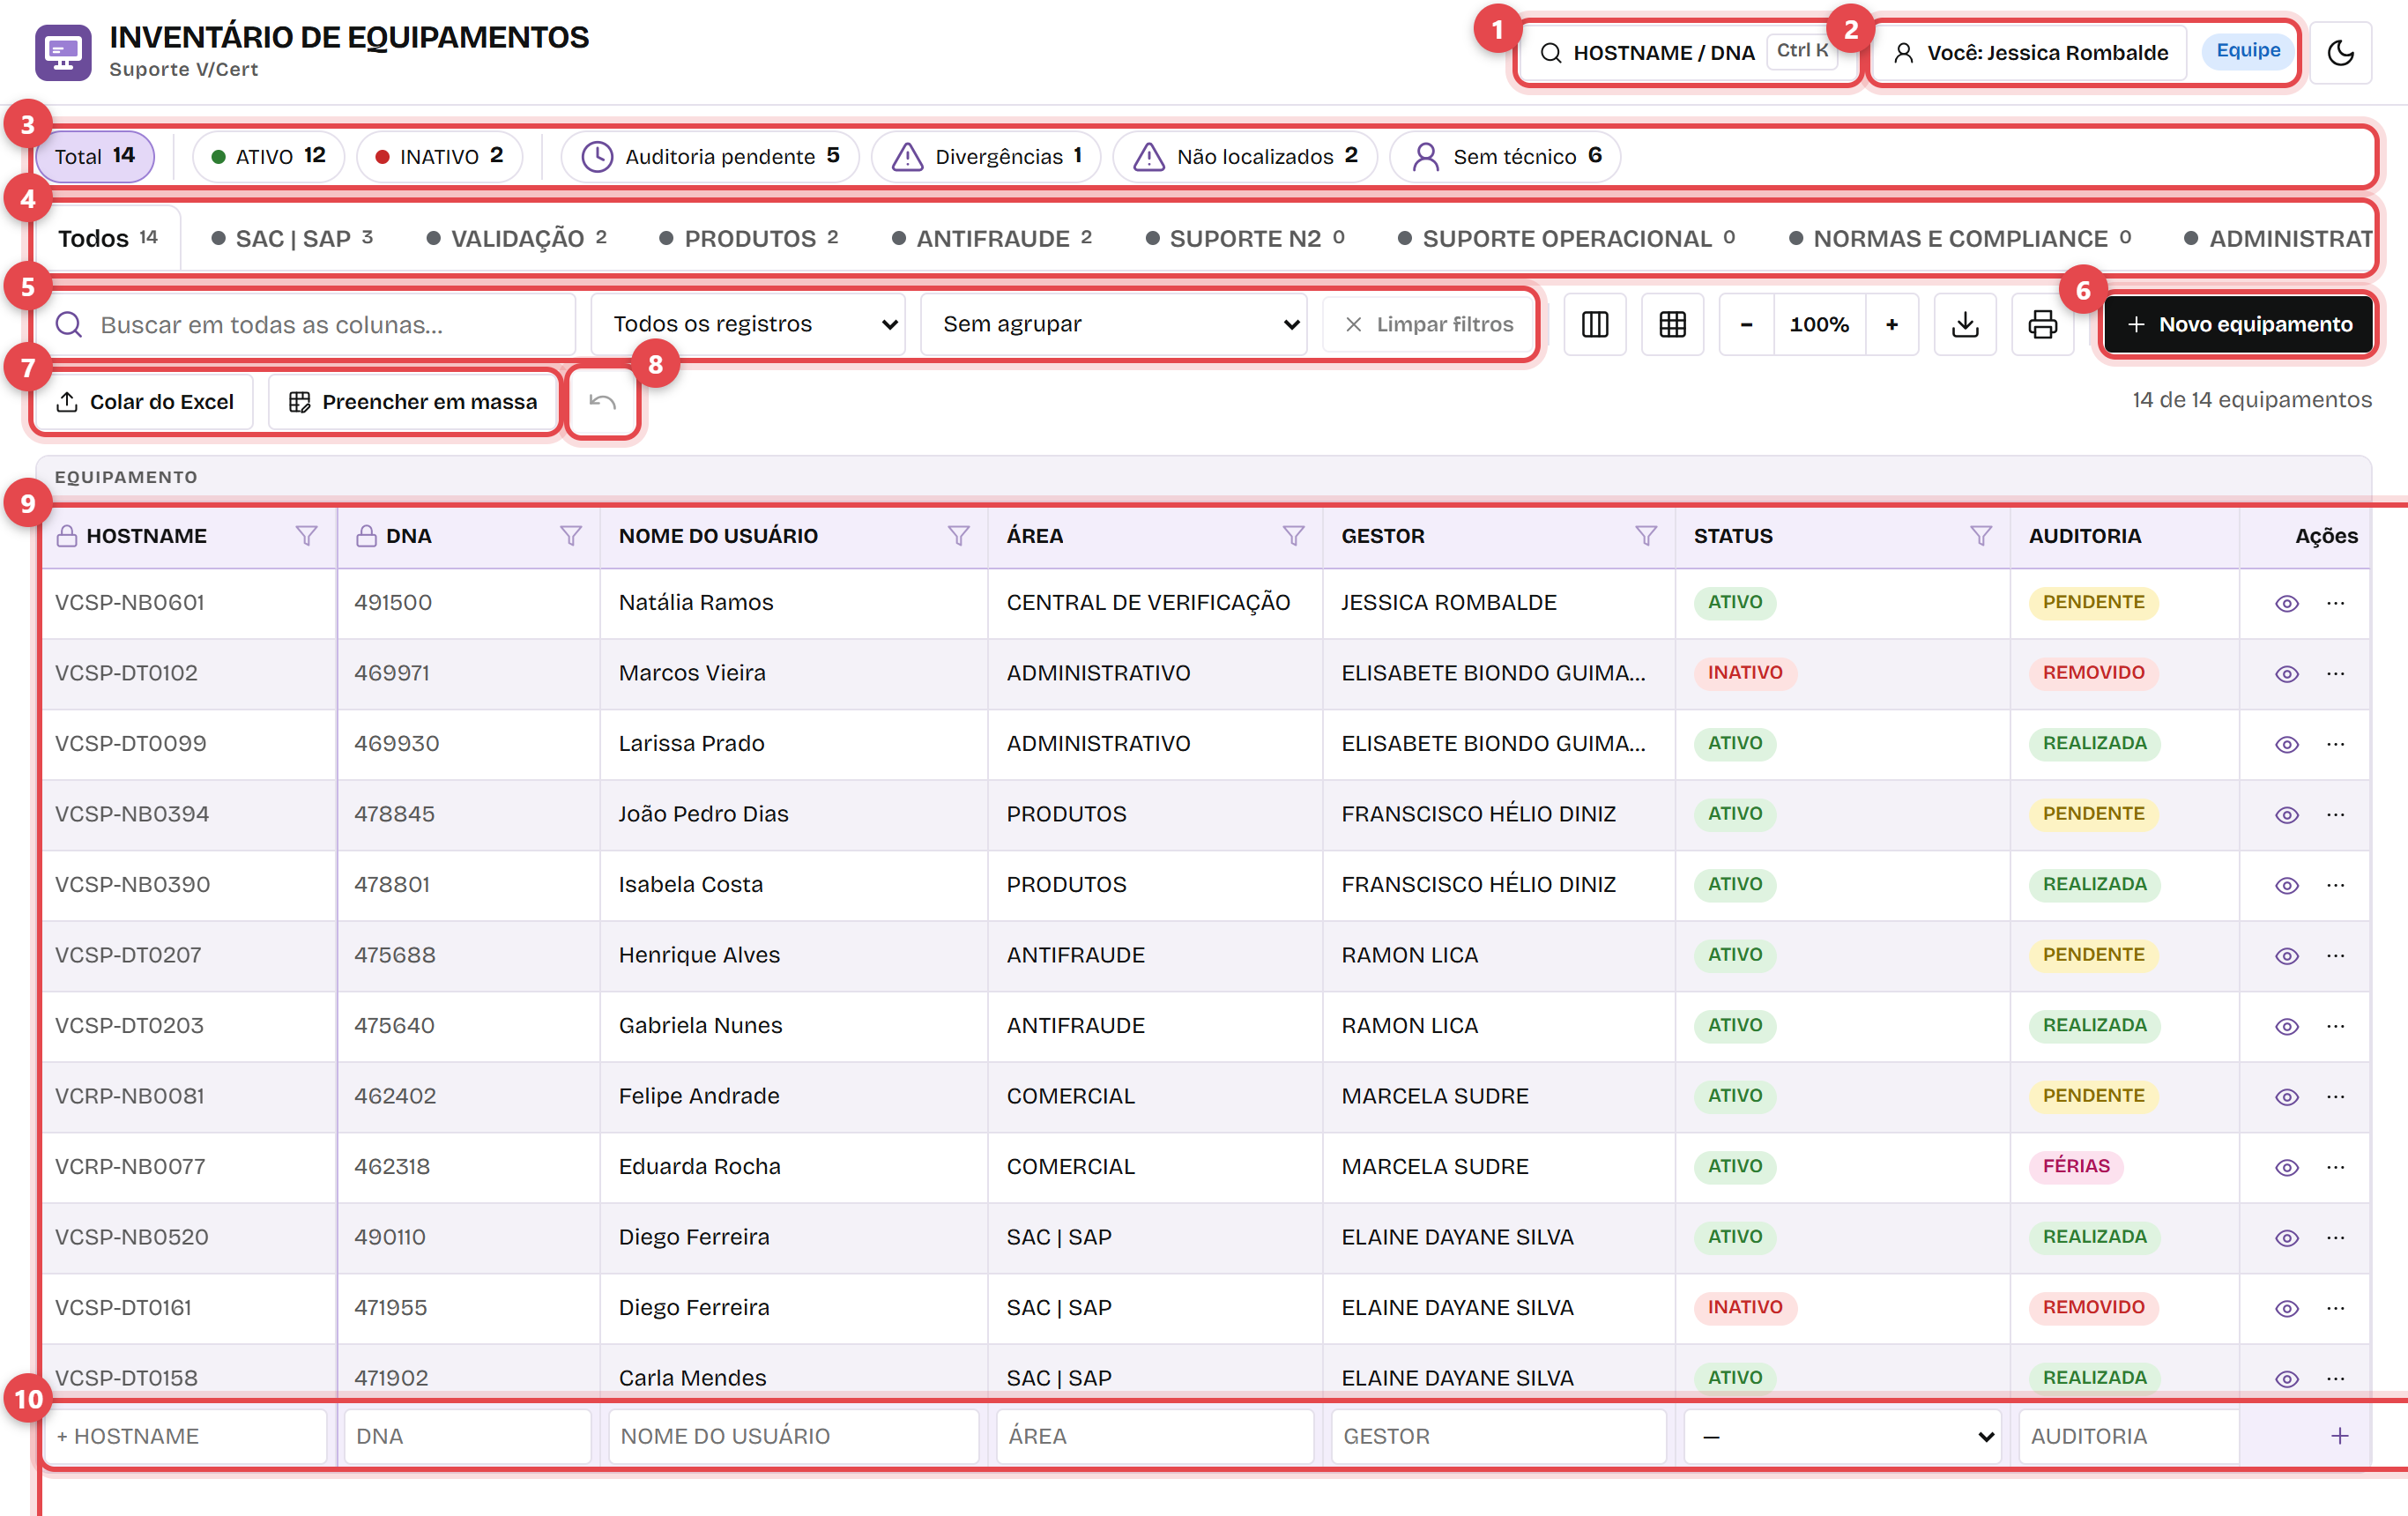 INVENTÁRIO DE EQUIPAMENTOS
Suporte V/Cert
1 HOSTNAME / DNA Ctrl K
2 Você: Jessica Rombalde Equipe
3 Total 14 ATIVO 12 INATIVO 2 Auditoria pendente 5 Divergências 1 Não localizados 2 Sem técnico 6
4 Todos 14 SAC | SAP 3 VALIDAÇÃO 2 PRODUTOS 2 ANTIFRAUDE 2 SUPORTE N2 0 SUPORTE OPERACIONAL 0 NORMAS E COMPLIANCE 0 ADMINISTRAT
5 Buscar em todas as colunas... Todos os registros Sem agrupar Limpar filtros − 100% + 6 + Novo equipamento
7 Colar do Excel Preencher em massa 8 14 de 14 equipamentos
EQUIPAMENTO
9 HOSTNAME DNA NOME DO USUÁRIO ÁREA GESTOR STATUS AUDITORIA Ações
VCSP-NB0601 491500 Natália Ramos CENTRAL DE VERIFICAÇÃO JESSICA ROMBALDE ATIVO PENDENTE ...
VCSP-DT0102 469971 Marcos Vieira ADMINISTRATIVO ELISABETE BIONDO GUIMA... INATIVO REMOVIDO ...
VCSP-DT0099 469930 Larissa Prado ADMINISTRATIVO ELISABETE BIONDO GUIMA... ATIVO REALIZADA ...
VCSP-NB0394 478845 João Pedro Dias PRODUTOS FRANSCISCO HÉLIO DINIZ ATIVO PENDENTE ...
VCSP-NB0390 478801 Isabela Costa PRODUTOS FRANSCISCO HÉLIO DINIZ ATIVO REALIZADA ...
VCSP-DT0207 475688 Henrique Alves ANTIFRAUDE RAMON LICA ATIVO PENDENTE ...
VCSP-DT0203 475640 Gabriela Nunes ANTIFRAUDE RAMON LICA ATIVO REALIZADA ...
VCRP-NB0081 462402 Felipe Andrade COMERCIAL MARCELA SUDRE ATIVO PENDENTE ...
VCRP-NB0077 462318 Eduarda Rocha COMERCIAL MARCELA SUDRE ATIVO FÉRIAS ...
VCSP-NB0520 490110 Diego Ferreira SAC | SAP ELAINE DAYANE SILVA ATIVO REALIZADA ...
VCSP-DT0161 471955 Diego Ferreira SAC | SAP ELAINE DAYANE SILVA INATIVO REMOVIDO ...
VCSP-DT0158 471902 Carla Mendes SAC | SAP ELAINE DAYANE SILVA ATIVO REALIZADA ...
10 + HOSTNAME DNA NOME DO USUÁRIO ÁREA GESTOR — AUDITORIA +